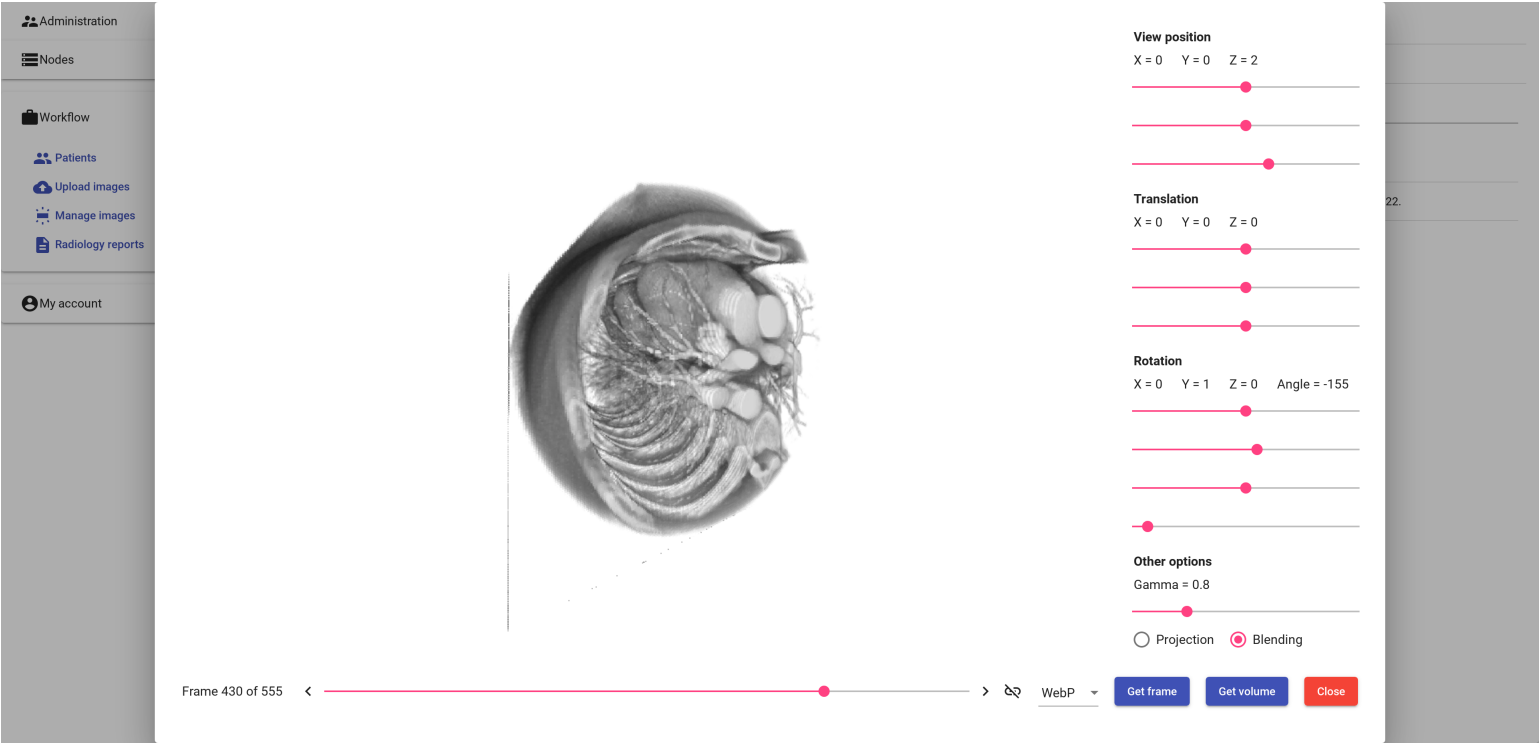 Administration
Nodes
Workflow
Patients
Upload images
Manage images
Radiology reports
My account
22.
View position
X = 0 Y = 0 Z = 2
Translation
X = 0 Y = 0 Z = 0
Rotation
X = 0 Y = 1 Z = 0 Angle = -155
Other options
Gamma = 0.8
Projection Blending
Frame 430 of 555 WebP Get frame Get volume Close